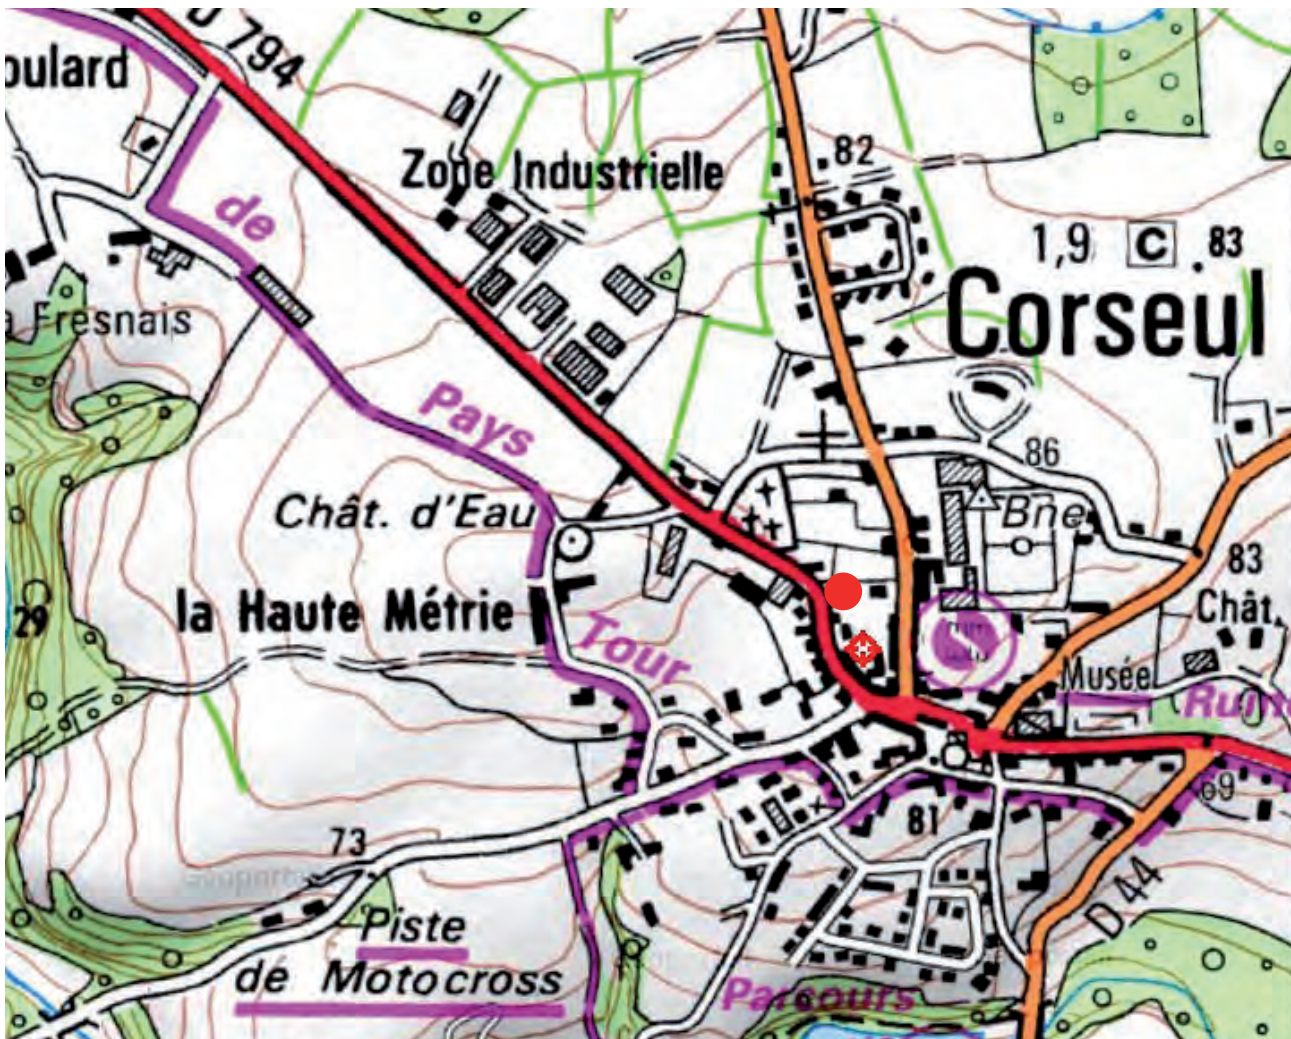 D 794
oulard
Zone Industrielle
82
de
1,9 C 83
Corseul
a Fresnais
Pays
86
Chât. d'Eau
Bne
83
Chât.
29
la Haute Métrie
Tour
Musée
Ruin
69
81
73
D 44
Piste
de Motocross
Parcours